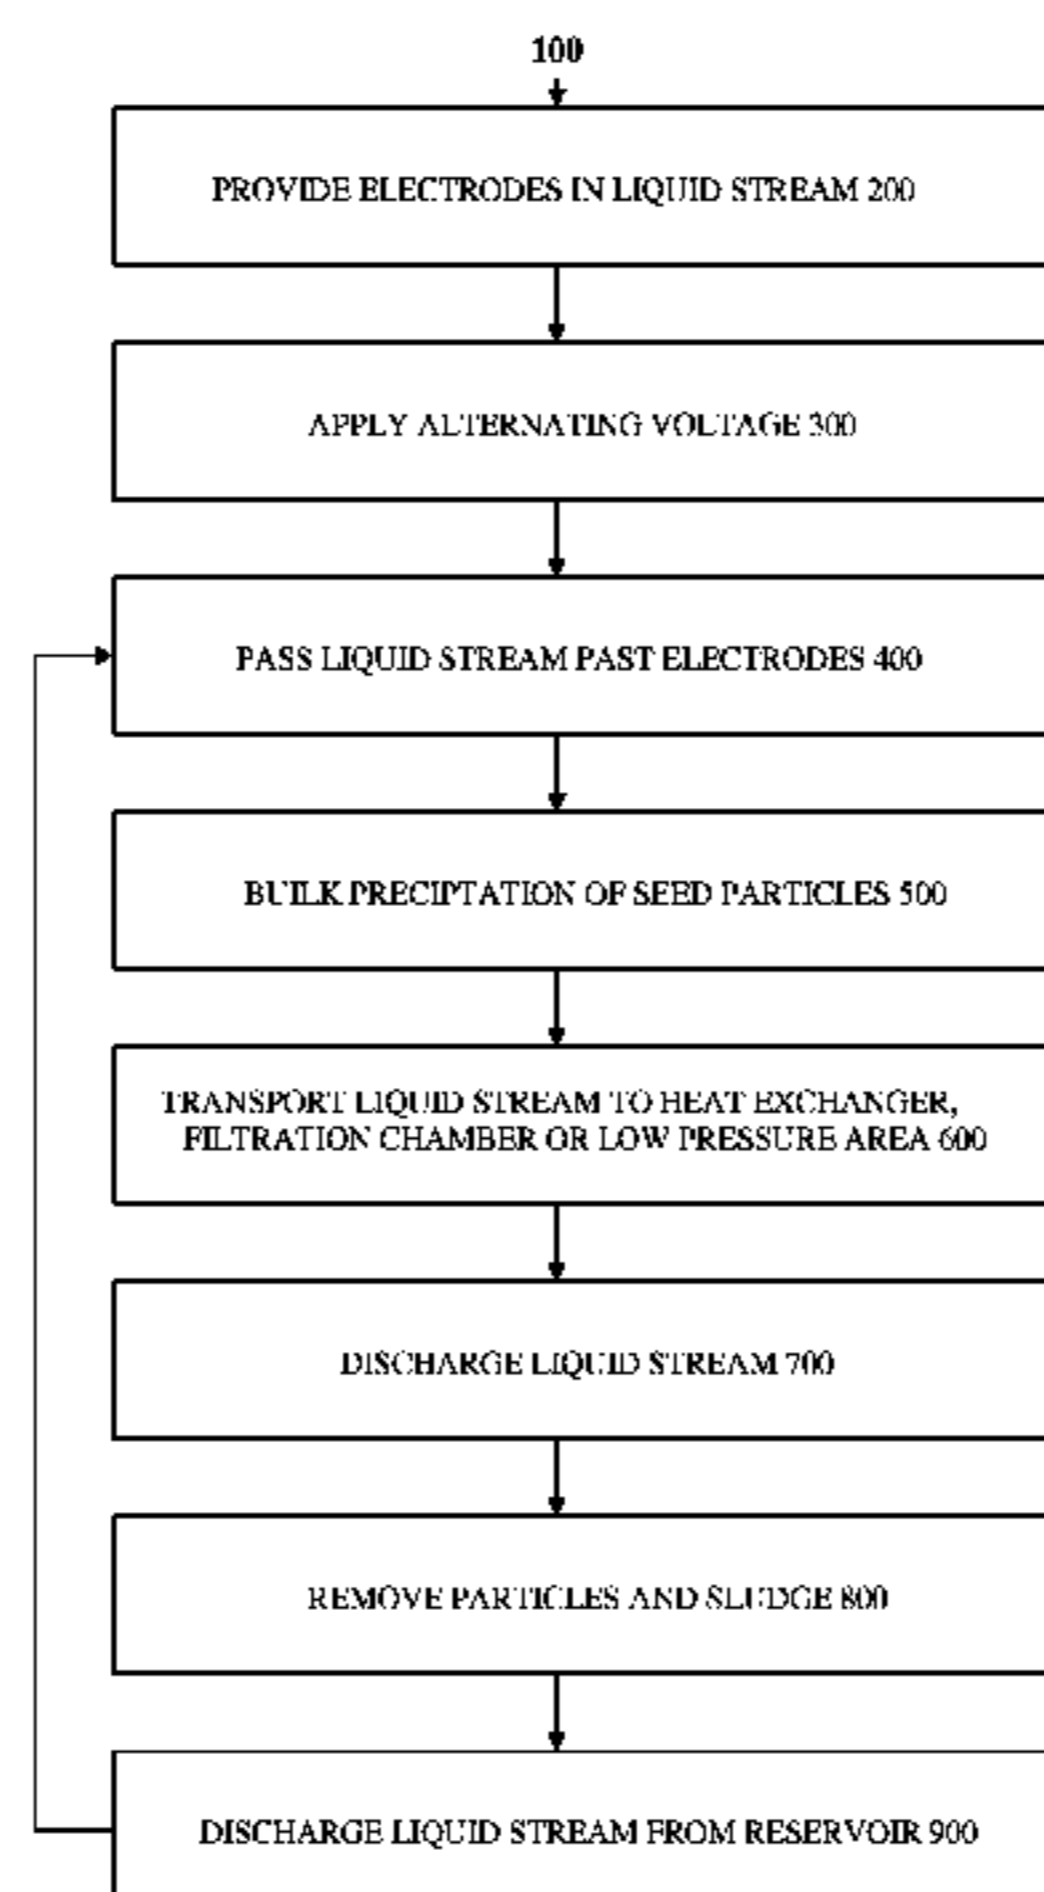 100
PROVIDE ELECTRODES IN LIQUID STREAM 200
APPLY ALTERNATING VOLTAGE 300
PASS LIQUID STREAM PAST ELECTRODES 400
BUILK PRECIPTATION OF SEED PARTICLES 500
TRANSPORT LIQUID STREAM TO HEAT EXCHANGER,
FILTRATION CHAMBER OR LOW PRESSURE AREA 600
DISCHARGE LIQUID STREAM 700
REMOVE PARTICLES AND SLUDGE 800
DISCHARGE LIQUID STREAM FROM RESERVOIR 900